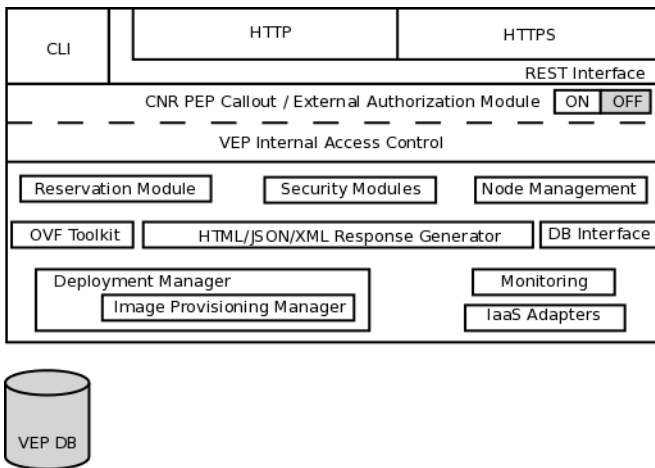 CLI
HTTP
HTTPS
REST Interface
CNR PEP Callout / External Authorization Module
ON
OFF
VEP Internal Access Control
Reservation Module
Security Modules
Node Management
OVF Toolkit
HTML/JSON/XML Response Generator
DB Interface
Deployment Manager
Image Provisioning Manager
Monitoring
IaaS Adapters
VEP DB